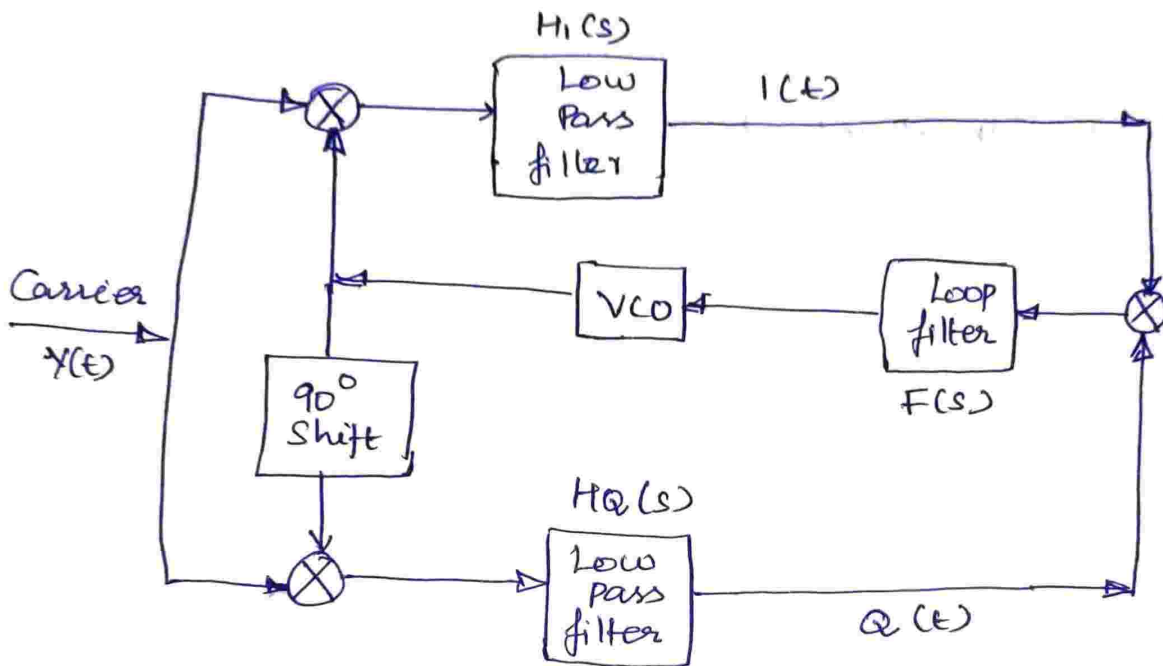 H1(s)
Low
Pass
filter
I(t)
Carrier
Y(t)
VCO
Loop
filter
F(s)
90°
Shift
HQ(s)
Low
pass
filter
Q(t)